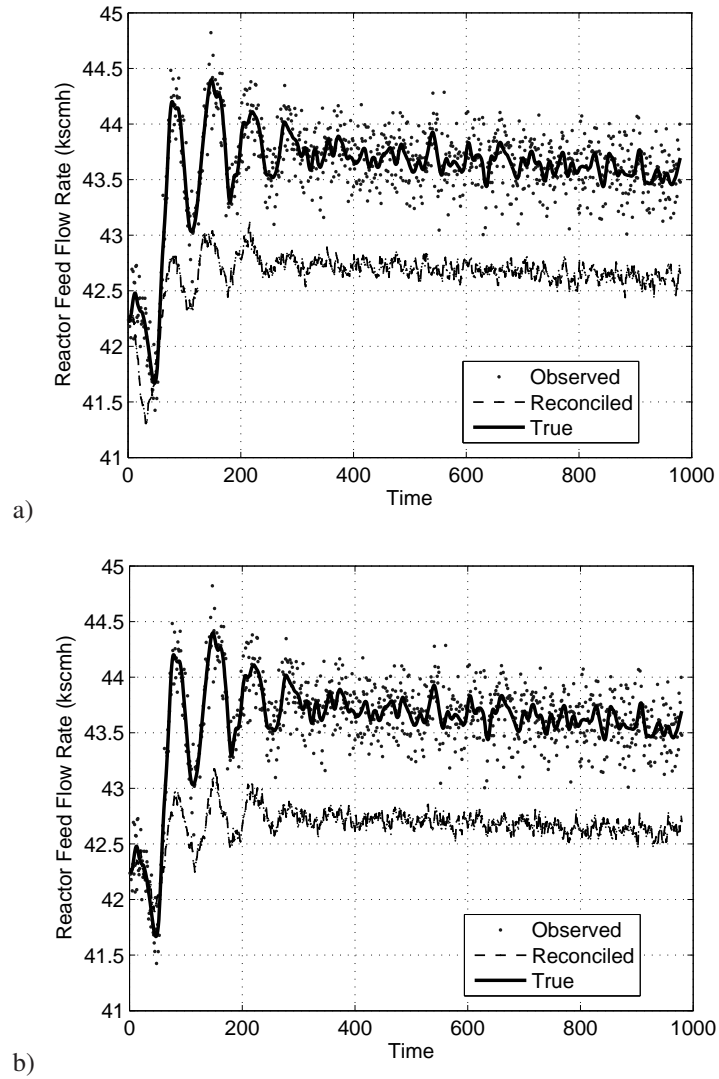 45
44.5
44
43.5
43
42.5
42
41.5
41
Reactor Feed Flow Rate (kscmh)
Observed
Reconciled
True
0 200 400 600 800 1000
Time
a)
45
44.5
44
43.5
43
42.5
42
41.5
41
Reactor Feed Flow Rate (kscmh)
Observed
Reconciled
True
0 200 400 600 800 1000
Time
b)